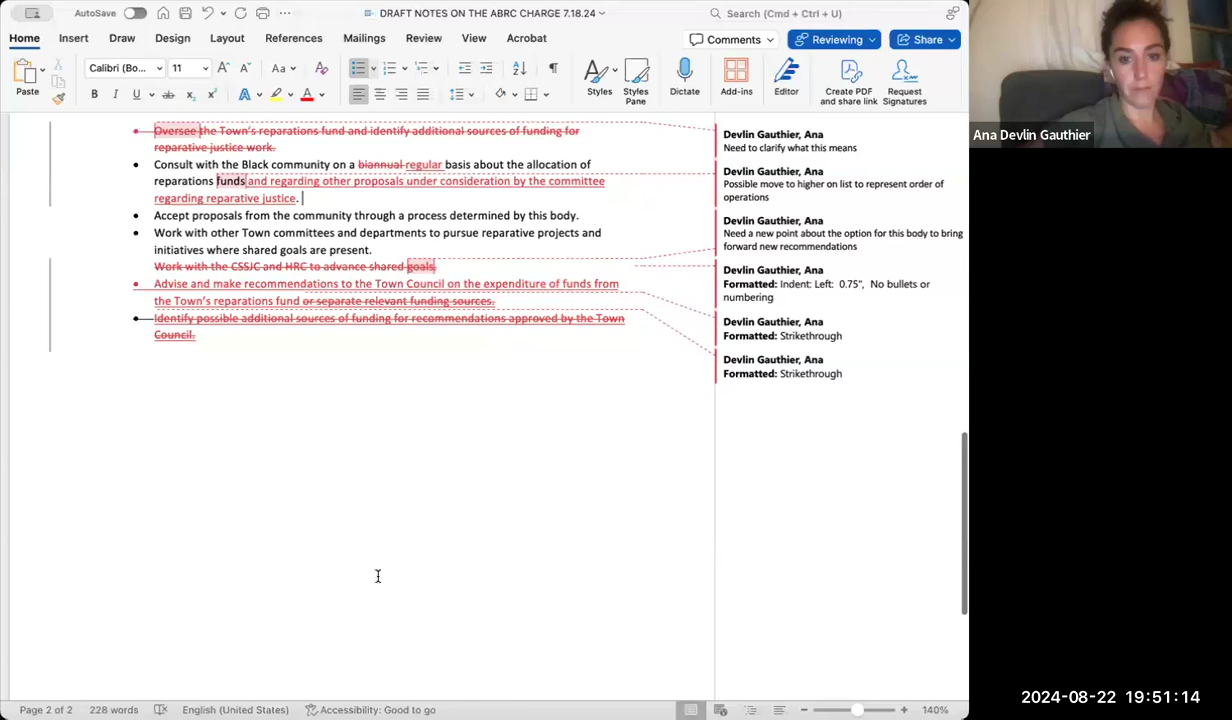 AutoSave
DRAFT NOTES ON THE ABRC CHARGE 7.18.24
Search (Cmd + Ctrl + U)
Home Insert Draw Design Layout References Mailings Review View Acrobat
Comments Reviewing Share
Paste
Calibri (Bo... 11
Styles
Styles Pane
Dictate
Add-ins
Editor
Create PDF and share link
Request Signatures
Oversee the Town's reparations fund and identify additional sources of funding for
reparative justice work.
• Consult with the Black community on a biannual regular basis about the allocation of
reparations funds and regarding other proposals under consideration by the committee
regarding reparative justice.
• Accept proposals from the community through a process determined by this body.
• Work with other Town committees and departments to pursue reparative projects and
initiatives where shared goals are present.
Work with the CSSJC and HRC to advance shared goals.
• Advise and make recommendations to the Town Council on the expenditure of funds from
the Town's reparations fund or separate relevant funding sources.
• Identify possible additional sources of funding for recommendations approved by the Town
Council.
Devlin Gauthier, Ana
Need to clarify what this means
Devlin Gauthier, Ana
Possible move to higher on list to represent order of
operations
Devlin Gauthier, Ana
Need a new point about the option for this body to bring
forward new recommendations
Devlin Gauthier, Ana
Formatted: Indent: Left: 0.75", No bullets or
numbering
Devlin Gauthier, Ana
Formatted: Strikethrough
Devlin Gauthier, Ana
Formatted: Strikethrough
Ana Devlin Gauthier
Page 2 of 2 228 words English (United States) Accessibility: Good to go 140%
2024-08-22 19:51:14